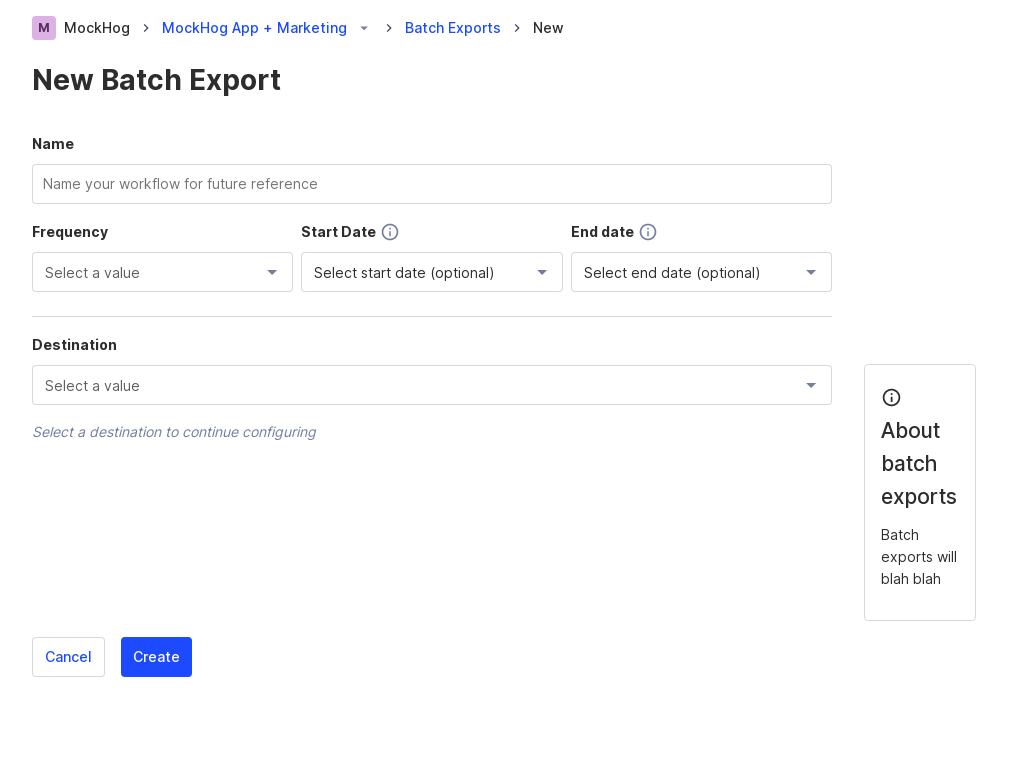 M MockHog MockHog App + Marketing Batch Exports New
New Batch Export
Name
Name your workflow for future reference
Frequency Start Date End date
Select a value Select start date (optional) Select end date (optional)
Destination
Select a value
Select a destination to continue configuring
About
batch
exports
Batch
exports will
blah blah
Cancel Create